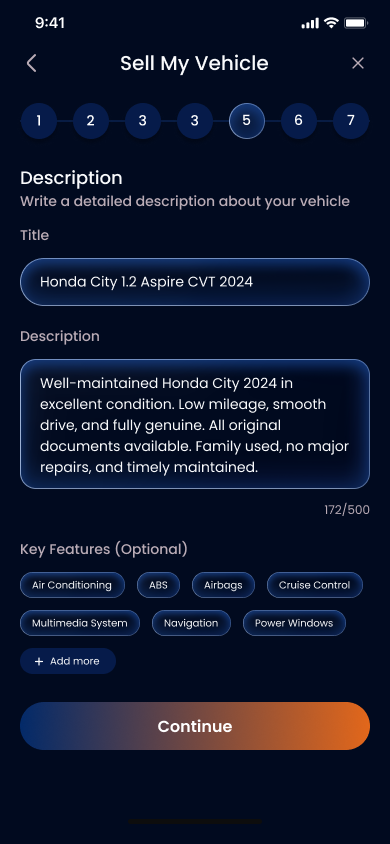 9:41
Sell My Vehicle
1 2 3 3 5 6 7
Description
Write a detailed description about your vehicle
Title
Honda City 1.2 Aspire CVT 2024
Description
Well-maintained Honda City 2024 in
excellent condition. Low mileage, smooth
drive, and fully genuine. All original
documents available. Family used, no major
repairs, and timely maintained.
172/500
Key Features (Optional)
Air Conditioning ABS Airbags Cruise Control
Multimedia System Navigation Power Windows
+ Add more
Continue